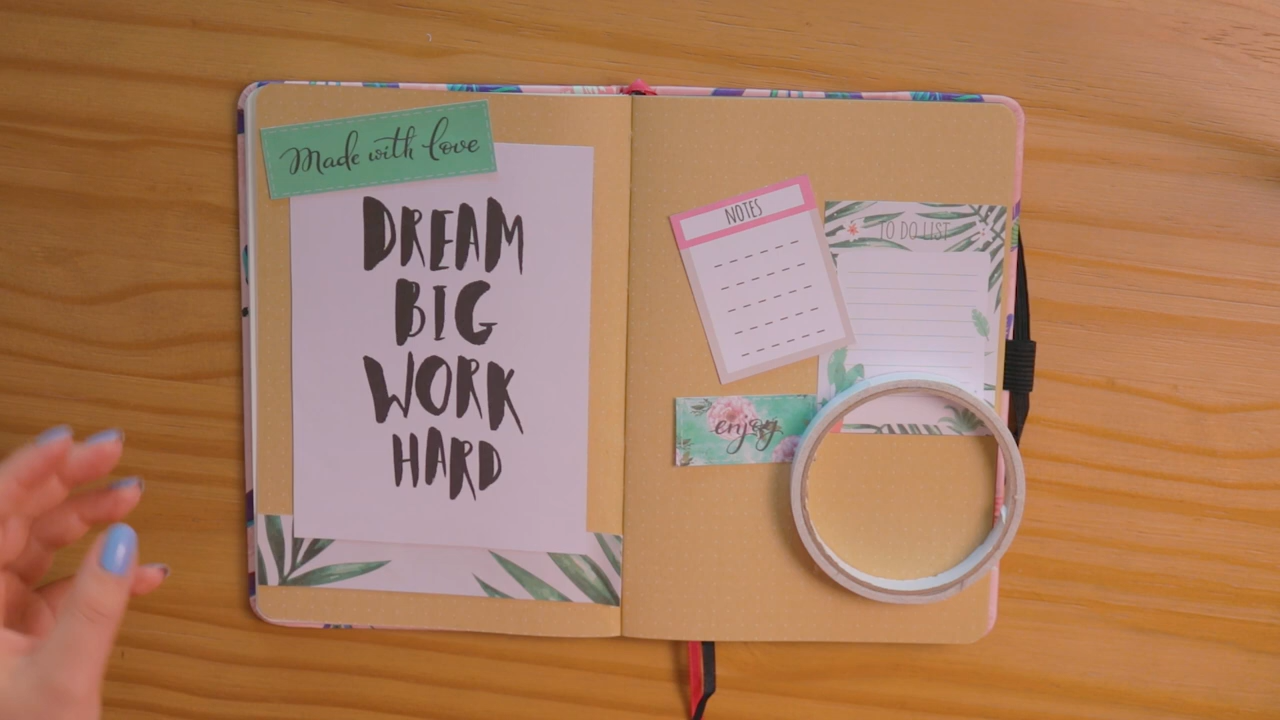 Made with love
DREAM
BIG
WORK
HARD
NOTES
TO DO LIST
enjoy